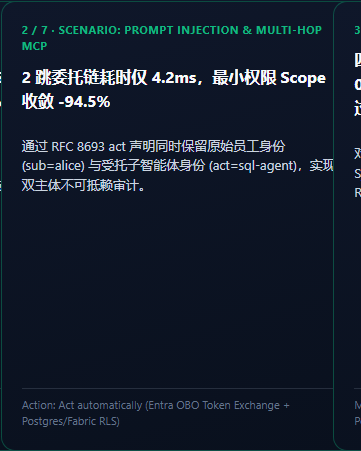 2 / 7 · SCENARIO: PROMPT INJECTION & MULTI-HOP
MCP
2 跳委托链耗时仅 4.2ms，最小权限 Scope
收敛 -94.5%
通过 RFC 8693 act 声明同时保留原始员工身份
(sub=alice) 与受托子智能体身份 (act=sql-agent)，实现
双主体不可抵赖审计。
Action: Act automatically (Entra OBO Token Exchange +
Postgres/Fabric RLS)